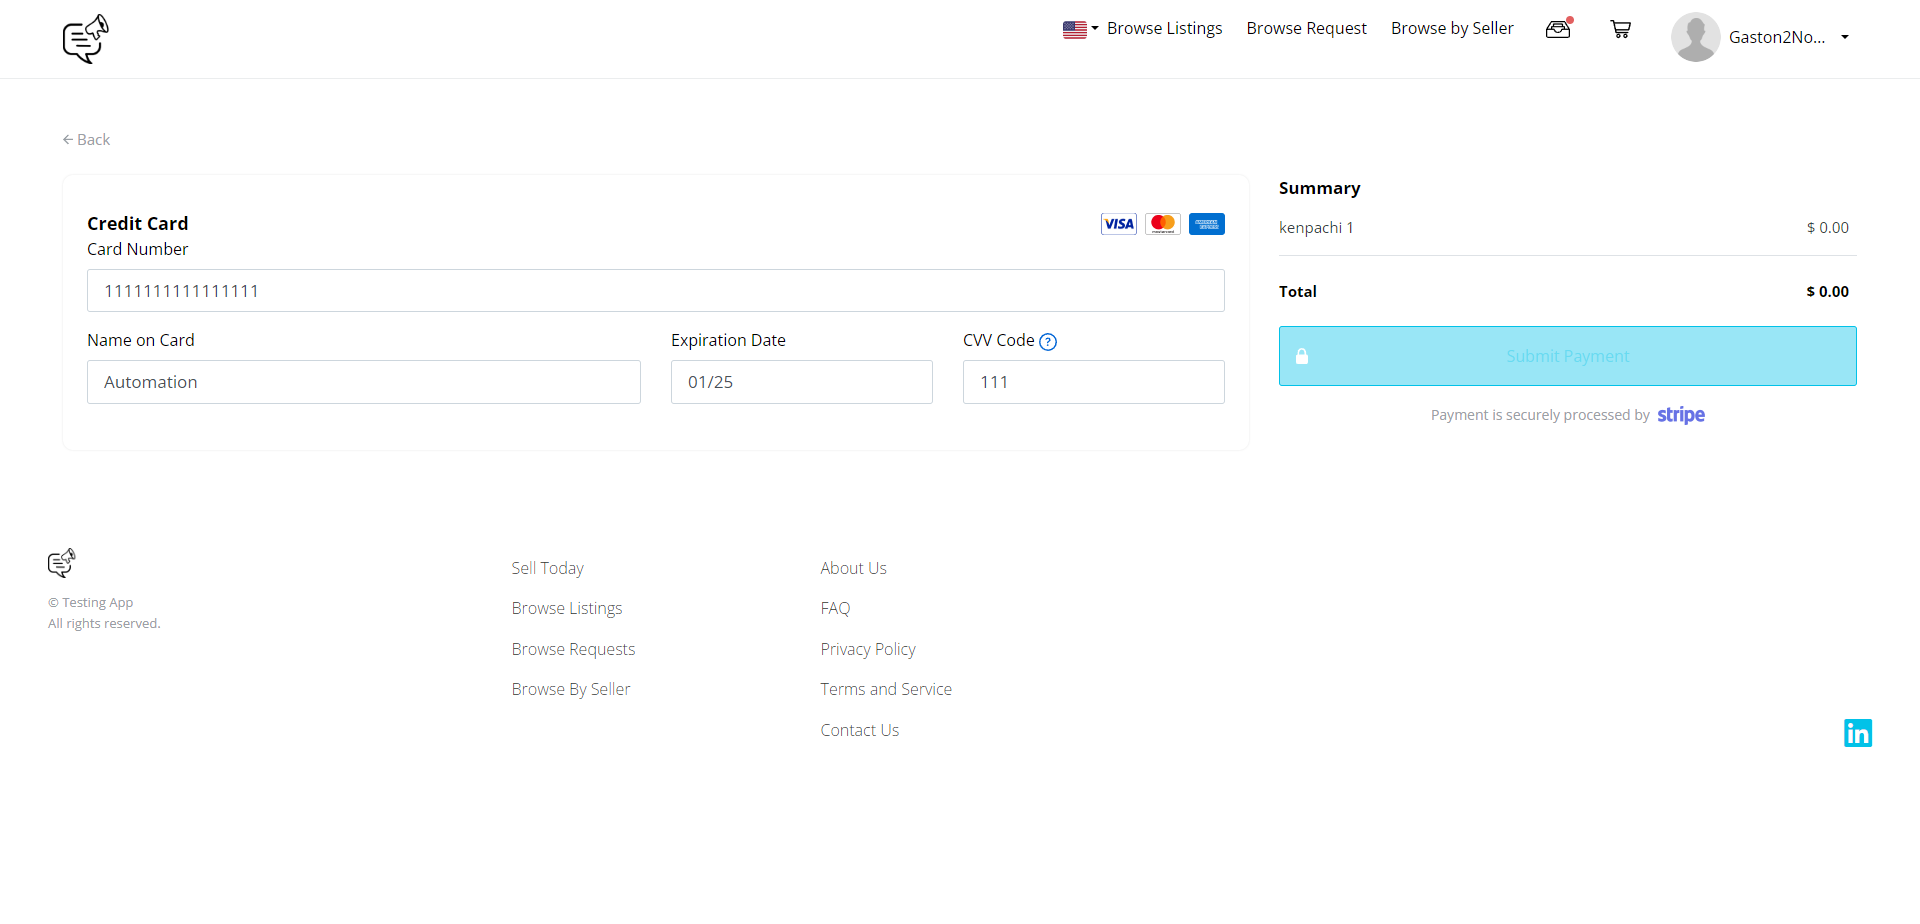 Browse Listings Browse Request Browse by Seller Gaston2No...
← Back
Credit Card
VISA
mastercard
AMERICAN EXPRESS
Card Number
1111111111111111
Name on Card Expiration Date CVV Code ?
Automation 01/25 111
Summary
kenpachi 1 $ 0.00
Total $ 0.00
Submit Payment
Payment is securely processed by stripe
© Testing App
All rights reserved.
Sell Today
Browse Listings
Browse Requests
Browse By Seller
About Us
FAQ
Privacy Policy
Terms and Service
Contact Us
in